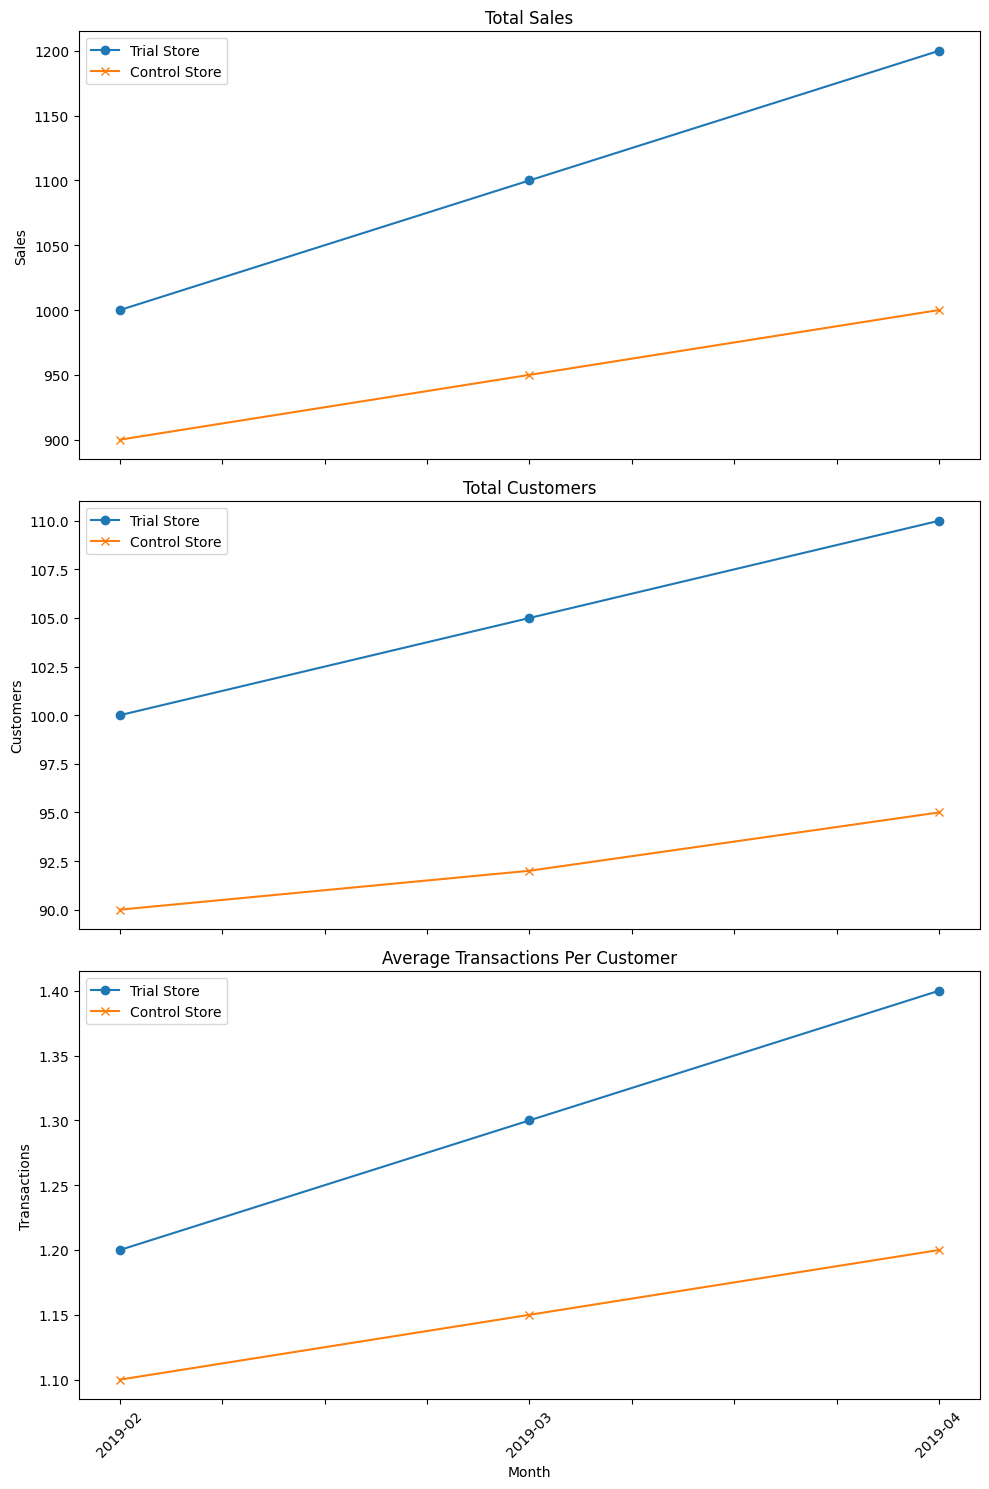 Total Sales
Trial Store
Control Store
1200
1150
1100
1050
1000
950
900
Sales
Total Customers
Trial Store
Control Store
110.0
107.5
105.0
102.5
100.0
97.5
95.0
92.5
90.0
Customers
Average Transactions Per Customer
Trial Store
Control Store
1.40
1.35
1.30
1.25
1.20
1.15
1.10
Transactions
2019-02
2019-03
2019-04
Month